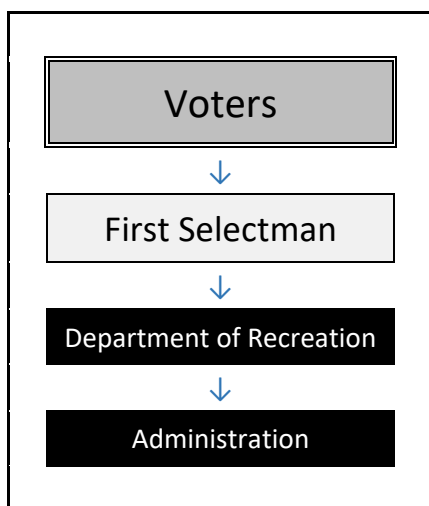 Voters
↓
First Selectman
↓
Department of Recreation
↓
Administration